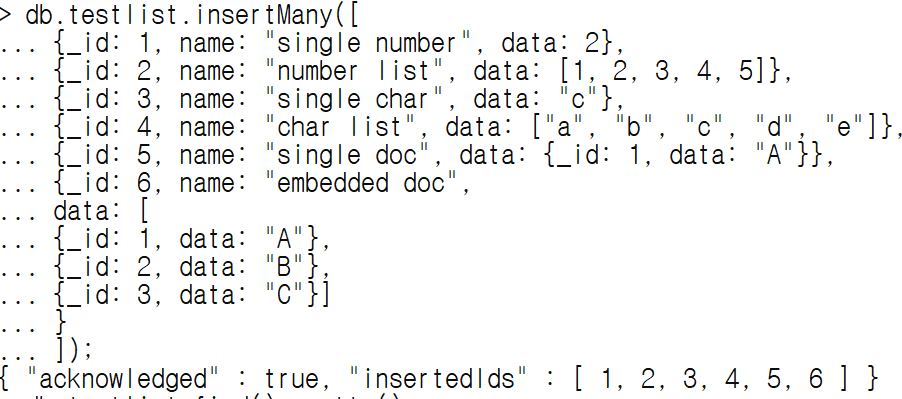 > db.testlist.insertMany([
... {_id: 1, name: "single number", data: 2},
... {_id: 2, name: "number list", data: [1, 2, 3, 4, 5]},
... {_id: 3, name: "single char", data: "c"},
... {_id: 4, name: "char list", data: ["a", "b", "c", "d", "e"]},
... {_id: 5, name: "single doc", data: {_id: 1, data: "A"}},
... {_id: 6, name: "embedded doc",
... data: [
... {_id: 1, data: "A"},
... {_id: 2, data: "B"},
... {_id: 3, data: "C"}]
... }
... ]);
{ "acknowledged" : true, "insertedIds" : [ 1, 2, 3, 4, 5, 6 ] }